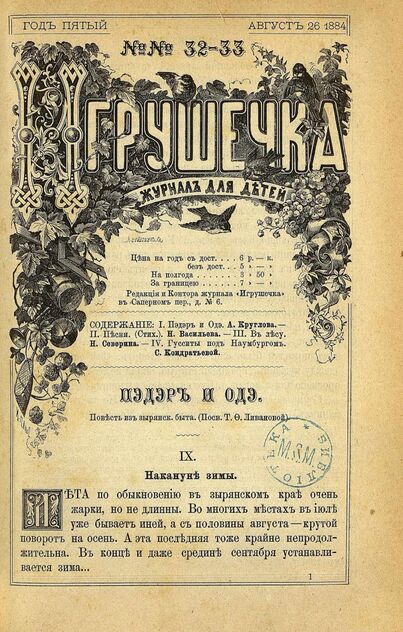 ГОДЪ ПЯТЫЙ
АВГУСТЪ 26 1884
№№ 32-33
ИГРУШЕЧКА
ЖУРНАЛЪ ДЛЯ ДѢТЕЙ
Цѣна на годъ съ дост. . . . 6 р. — к.
безъ дост. . . 5 » — »
На полгода . . . . . . 3 » 50 »
За границею . . . . . . 7 » — »
Редакція и Контора журнала «Игрушечка»
въ Саперномъ пер., д. № 6.
СОДЕРЖАНІЕ: I. Пэдэръ и Одэ. А. Круглова.—
II. Пѣсня. (Стих.). Н. Васильева.— III. Въ лѣсу.
Н. Северина. — IV. Гусситы подъ Наумбургомъ.
С. Кондратьевой.
ПЭДЭРЪ И ОДЭ.
Повѣсть изъ зырянск. быта. (Посв. Т. Ѳ. Ливановой).
БИБЛІОТЕКА
М.З.М.
IX.
Наканунѣ зимы.
ЛѢТА по обыкновенію въ зырянскомъ краѣ очень
жарки, но не длинны. Во многихъ мѣстахъ въ іюлѣ
уже бываетъ иней, а съ половины августа—крутой
поворотъ на осень. А эта послѣдняя тоже крайне непродол-
жительна. Въ концѣ и даже срединѣ сентября устанавли-
вается зима...
1